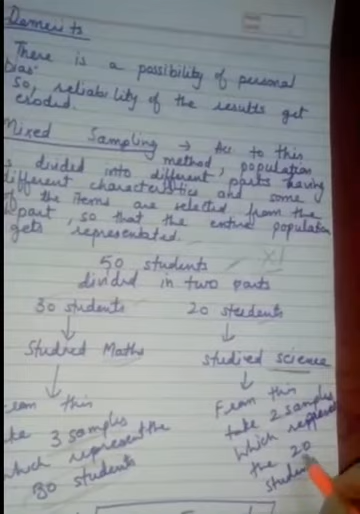 Demerits
There is a possibility of personal
bias.
So, reliability of the results get
eroded.
Mixed Sampling → Acc to this
method, population
is divided into different parts having
different characteristics and some
of the items are selected from the
part, so that the entire population
gets represented.
50 students
divided in two parts
30 students 20 students
Studied Maths studied science
From this
take 3 samples
which represent the
30 students
From this
take 2 samples
which represent
the 20
students